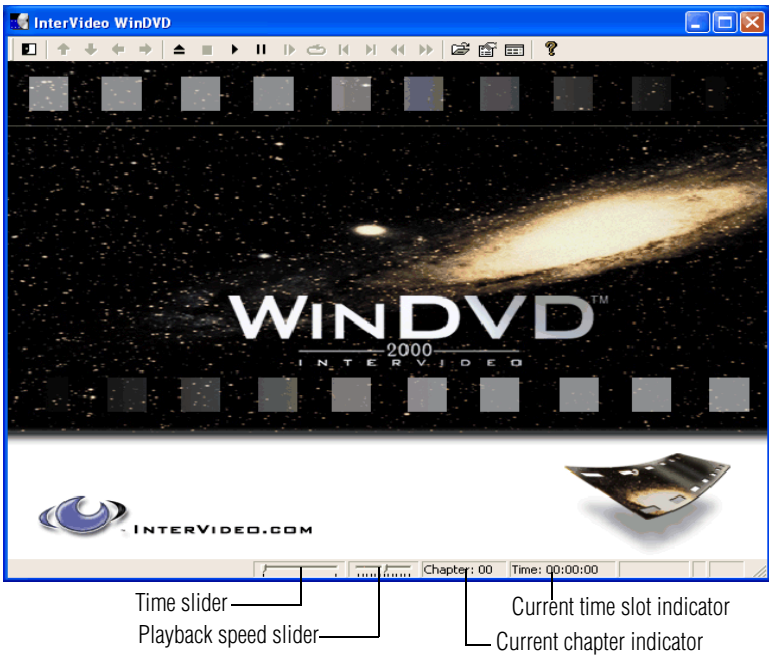 InterVideo WinDVD
WINDVD™
2000
INTERVIDEO
INTERVIDEO.COM
Chapter: 00
Time: 00:00:00
Time slider
Current time slot indicator
Playback speed slider
Current chapter indicator